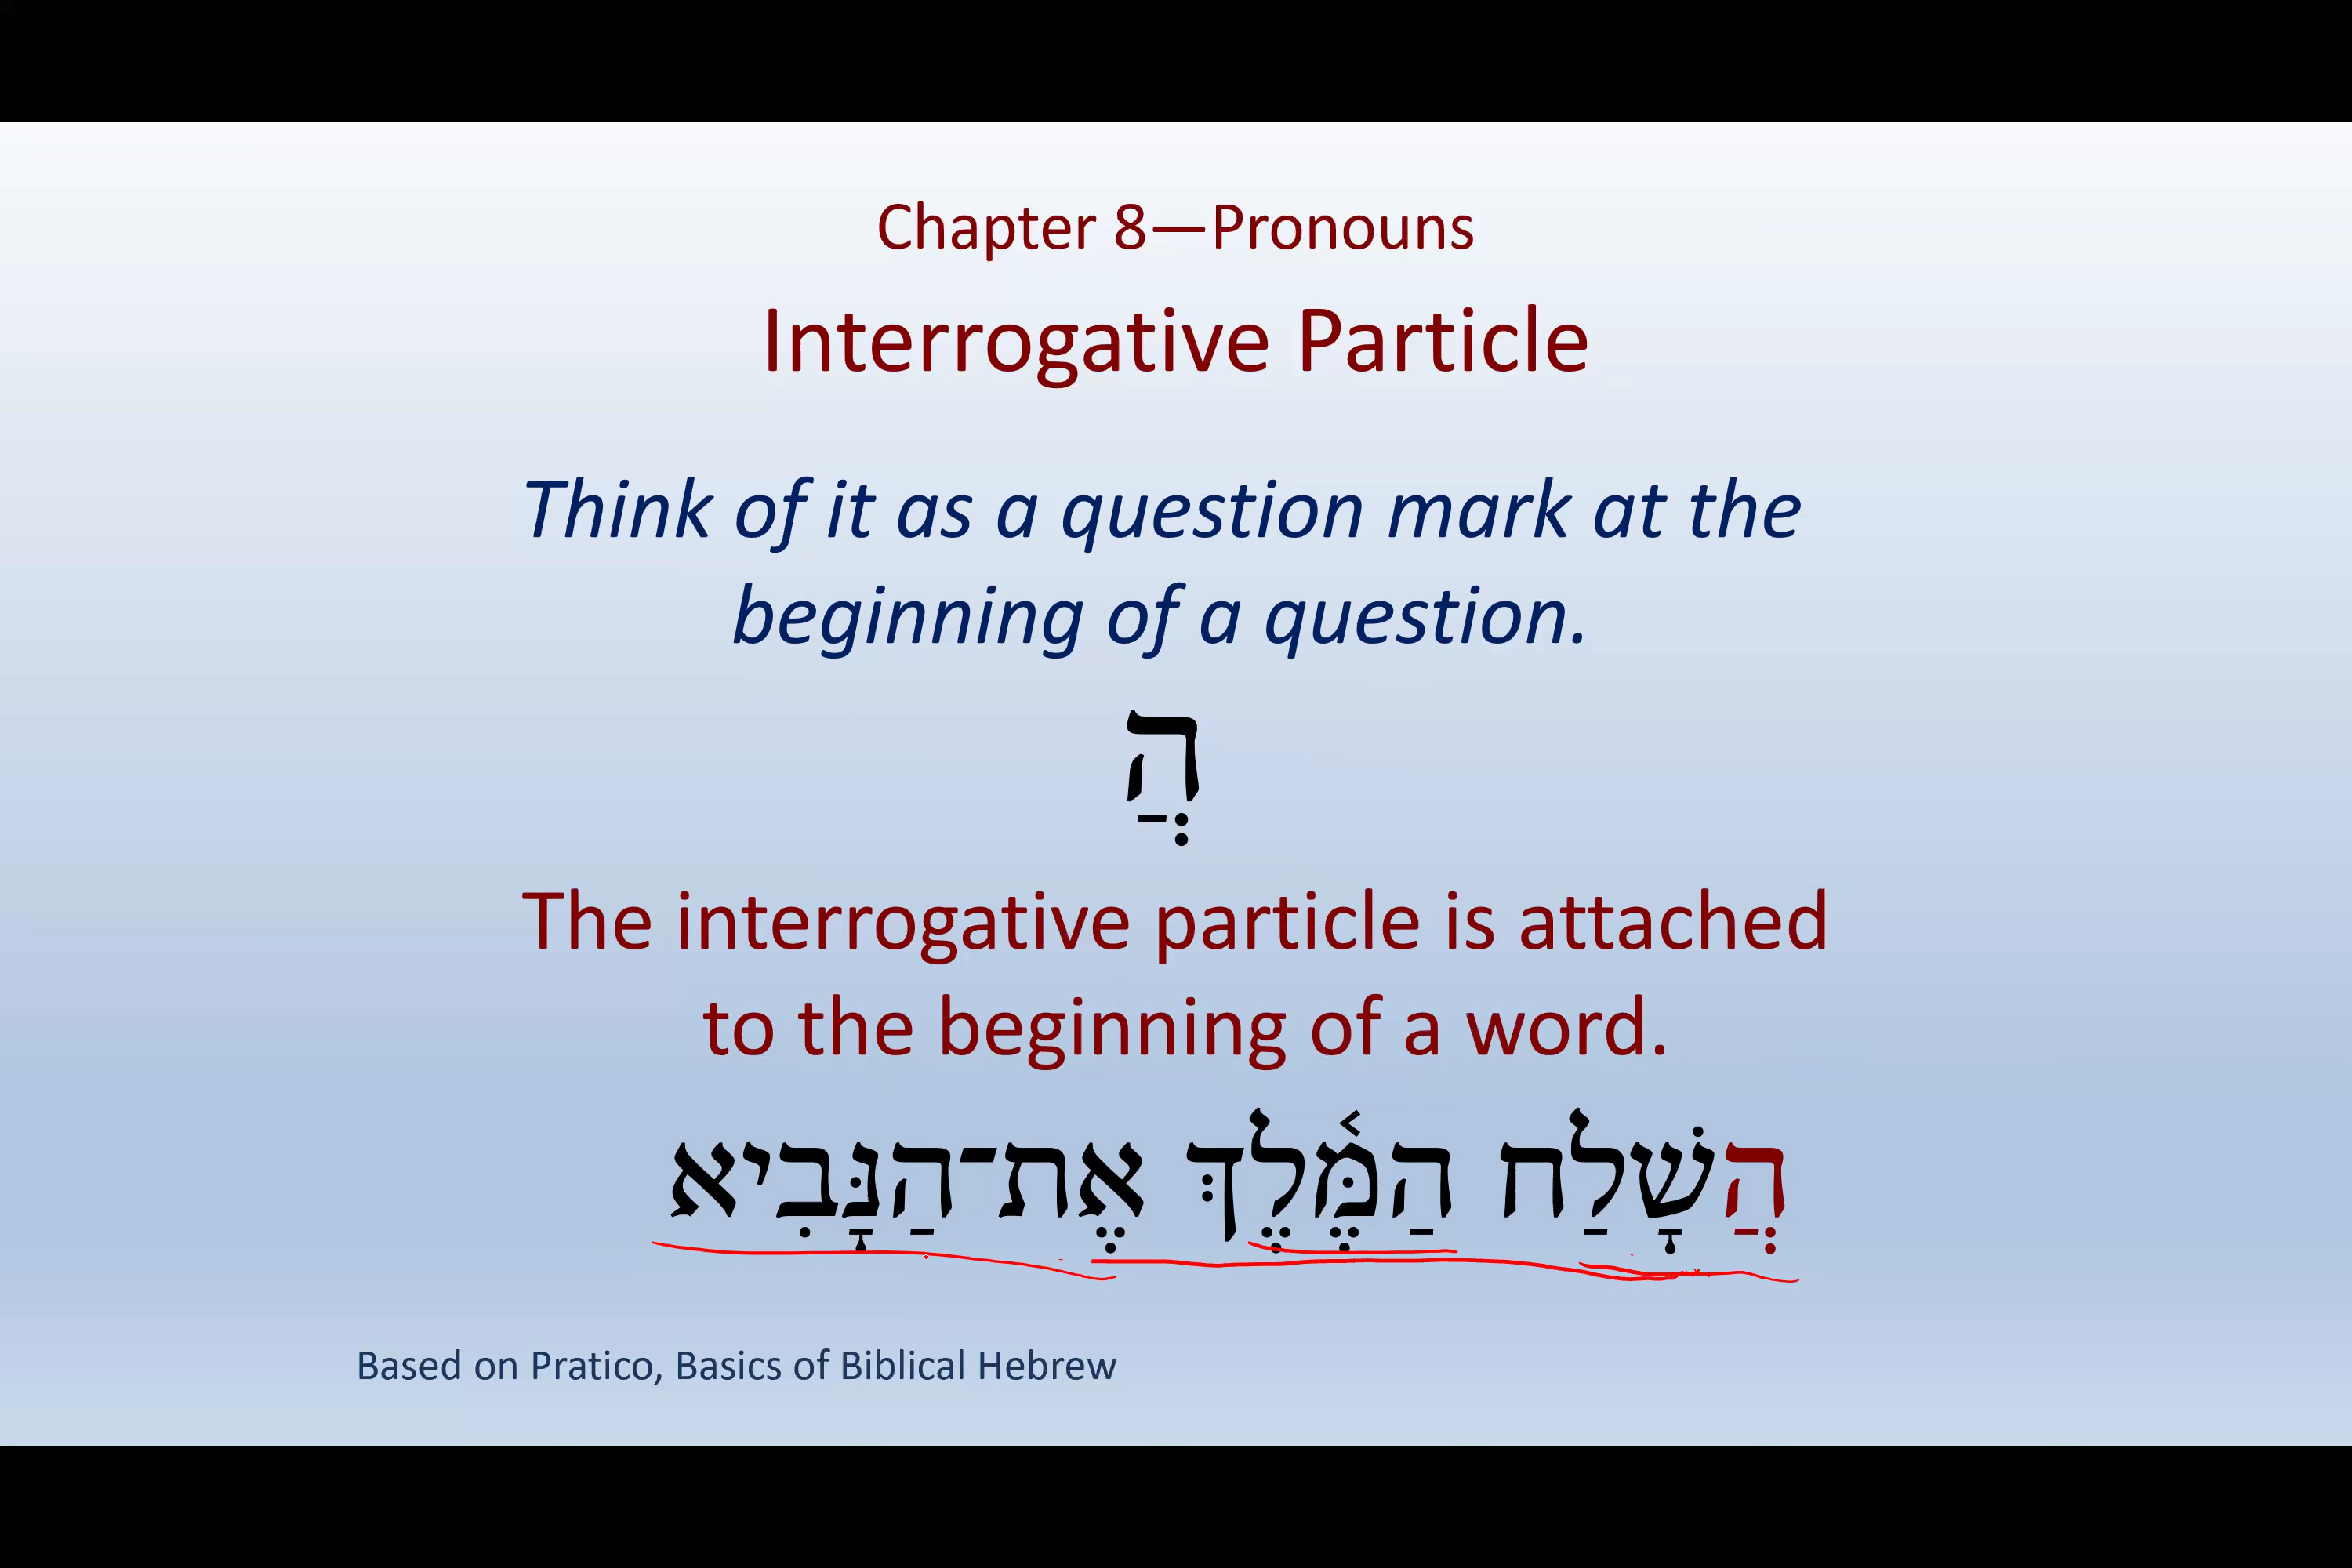 Chapter 8—Pronouns
Interrogative Particle
Think of it as a question mark at the
beginning of a question.
הֲ
The interrogative particle is attached
to the beginning of a word.
הֲשָׁלַח הַמֶּ֫לֶךְ אֶת־הַנָּבִיא
Based on Pratico, Basics of Biblical Hebrew